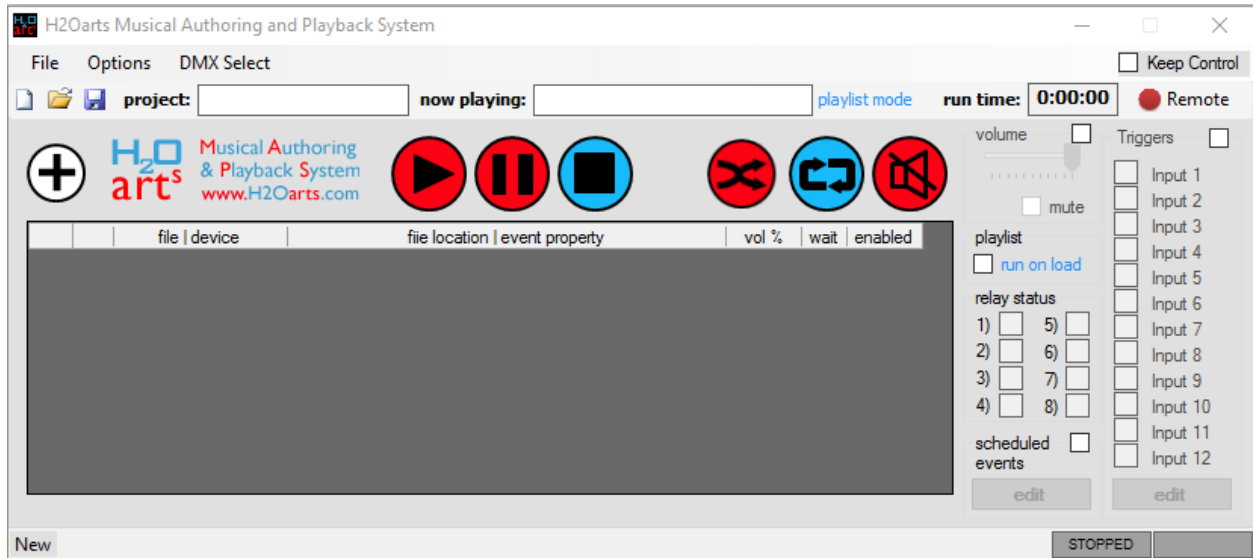 H2O
arts
H2Oarts Musical Authoring and Playback System
File Options DMX Select
Keep Control
project:
now playing:
playlist mode
run time: 0:00:00
Remote
H2O
arts
Musical Authoring
& Playback System
www.H2Oarts.com
volume
mute
file | device
fiie location | event property
vol %
wait
enabled
playlist
run on load
relay status
1) 5)
2) 6)
3) 7)
4) 8)
scheduled
events
edit
Triggers
Input 1
Input 2
Input 3
Input 4
Input 5
Input 6
Input 7
Input 8
Input 9
Input 10
Input 11
Input 12
edit
New
STOPPED